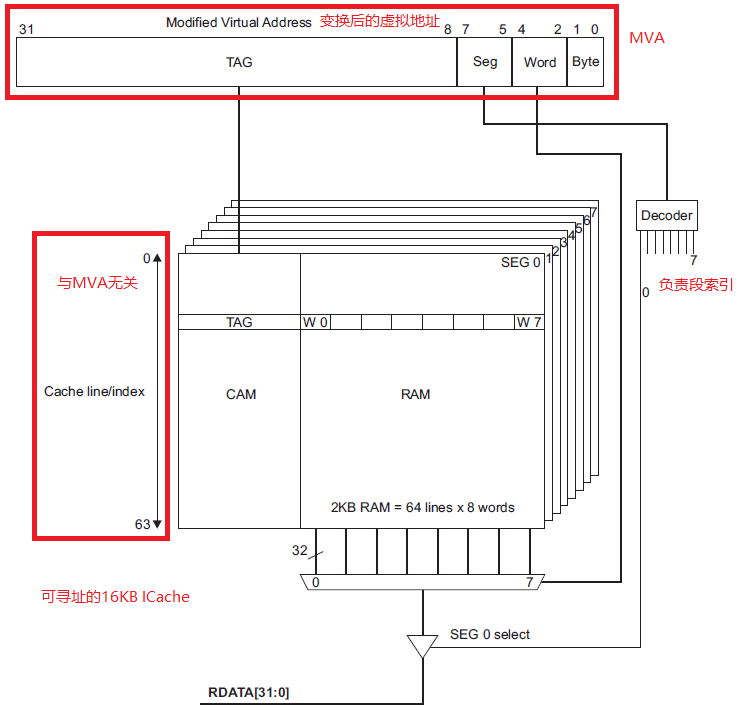 Modified Virtual Address 变换后的虚拟地址
31 8 7 5 4 2 1 0
TAG Seg Word Byte
MVA
Decoder
7
0 负责段索引
7
6
5
4
3
2
1
SEG 0
0
与MVA无关
TAG W 0 W 7
Cache line/index
CAM RAM
2KB RAM = 64 lines x 8 words
63
32
0 7
可寻址的16KB ICache
SEG 0 select
RDATA[31:0]